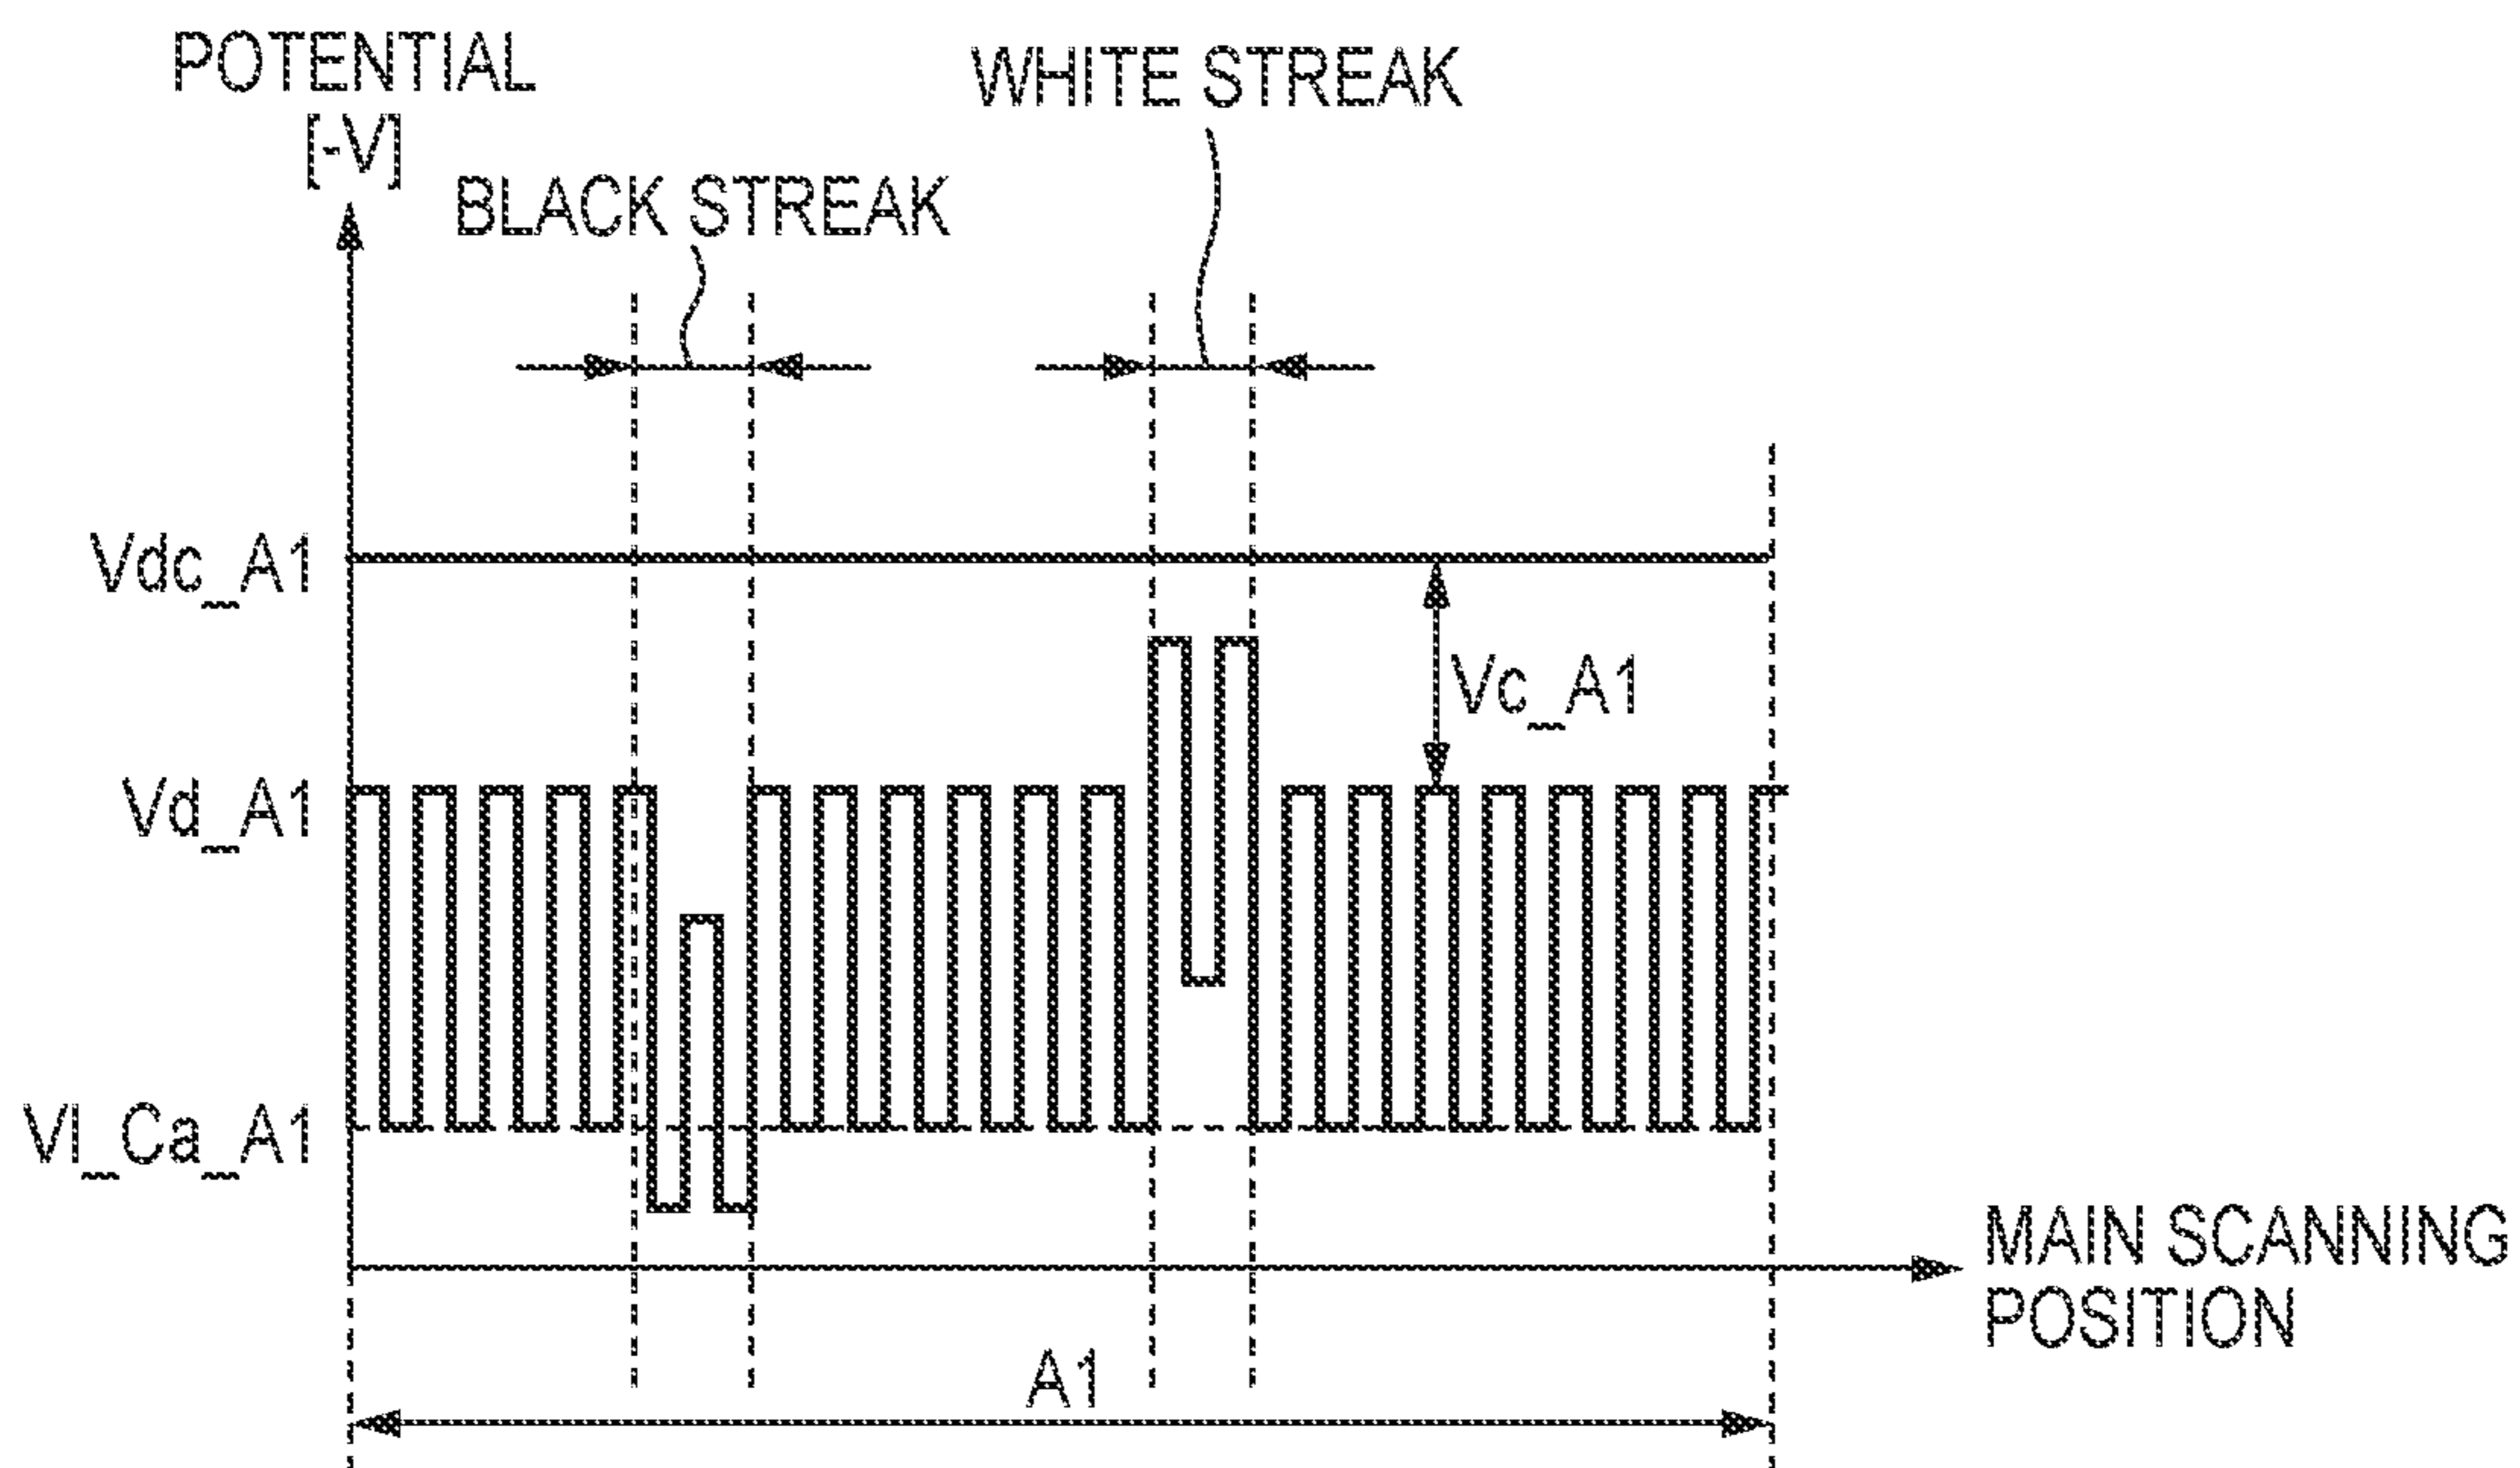 POTENTIAL
[-V]
WHITE STREAK
BLACK STREAK
Vdc_A1
Vc_A1
Vd_A1
Vl_Ca_A1
MAIN SCANNING
POSITION
A1